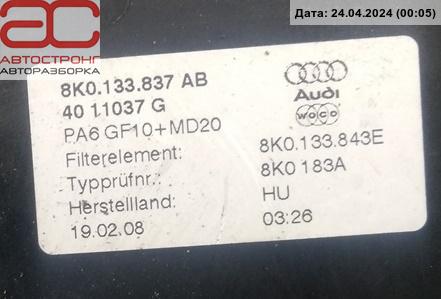 Дата: 24.04.2024 (00:05)
ac
АВТОСТРОНГ
АВТОРАЗБОРКА
8K0.133.837 AB
40 11037 G
PA6 GF10+MD20
Filterelement:
Typprüfnr.:
Herstellland:
19.02.08
Audi
WOCO
8K0.133.843E
8K0 183A
HU
03:26